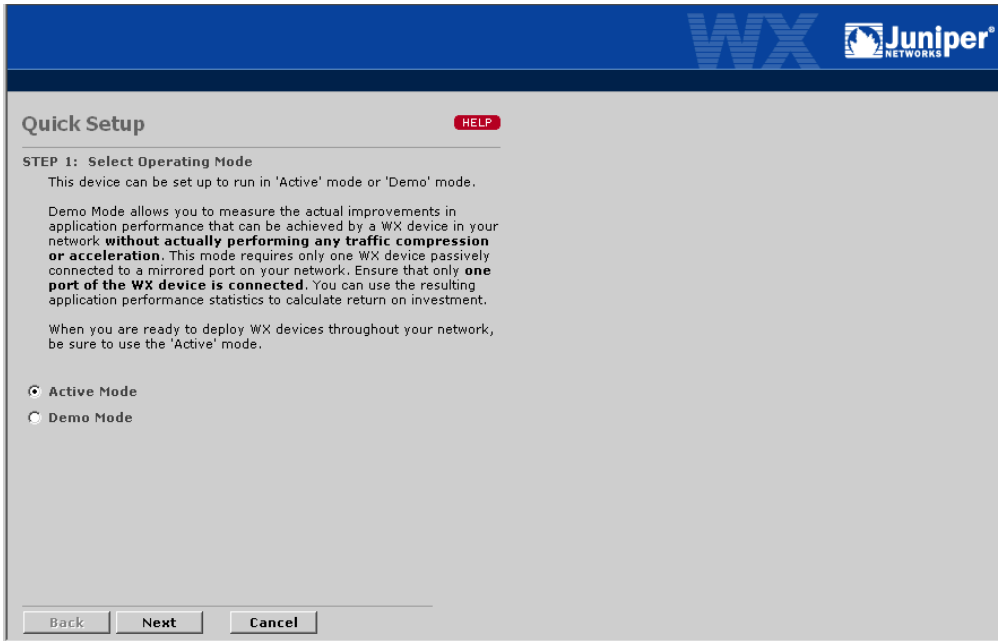 WX
Juniper®
NETWORKS
Quick Setup
HELP
STEP 1: Select Operating Mode
This device can be set up to run in 'Active' mode or 'Demo' mode.
Demo Mode allows you to measure the actual improvements in
application performance that can be achieved by a WX device in your
network without actually performing any traffic compression
or acceleration. This mode requires only one WX device passively
connected to a mirrored port on your network. Ensure that only one
port of the WX device is connected. You can use the resulting
application performance statistics to calculate return on investment.
When you are ready to deploy WX devices throughout your network,
be sure to use the 'Active' mode.
Active Mode
Demo Mode
Back
Next
Cancel